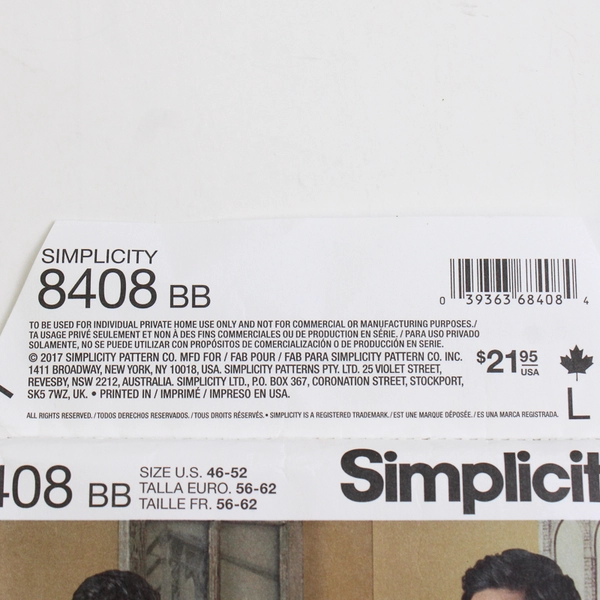 SIMPLICITY
8408 BB
0 39363 68408 4
TO BE USED FOR INDIVIDUAL PRIVATE HOME USE ONLY AND NOT FOR COMMERCIAL OR MANUFACTURING PURPOSES./
TA USAGE PRIVÉ SEULEMENT ET NON À DES FINS COMMERCIALES OU DE PRODUCTION EN SÉRIE. / PARA USO PRIVADO
SOLAMENTE, NO SE PUEDE UTILIZAR CON PROPÓSITOS DE COMERCIALIZACIÓN O DE PRODUCCIÓN EN SERIE.
© 2017 SIMPLICITY PATTERN CO. MFD FOR / FAB POUR / FAB PARA SIMPLICITY PATTERN CO. INC.
1411 BROADWAY, NEW YORK, NY 10018, USA. SIMPLICITY PATTERNS PTY. LTD. 25 VIOLET STREET,
REVESBY, NSW 2212, AUSTRALIA. SIMPLICITY LTD., P.O. BOX 367, CORONATION STREET, STOCKPORT,
SK5 7WZ, UK. • PRINTED IN / IMPRIMÉ / IMPRESO EN USA.
$21.95 USA
L
ALL RIGHTS RESERVED. / TODOS DERECHOS RESERVADOS. / TOUS DROITS RÉSERVÉS. • SIMPLICITY IS A REGISTERED TRADEMARK. / EST UNE MARQUE DÉPOSÉE. / ES UNA MARCA REGISTRADA.
408 BB
SIZE U.S. 46-52
TALLA EURO. 56-62
TAILLE FR. 56-62
Simplicit